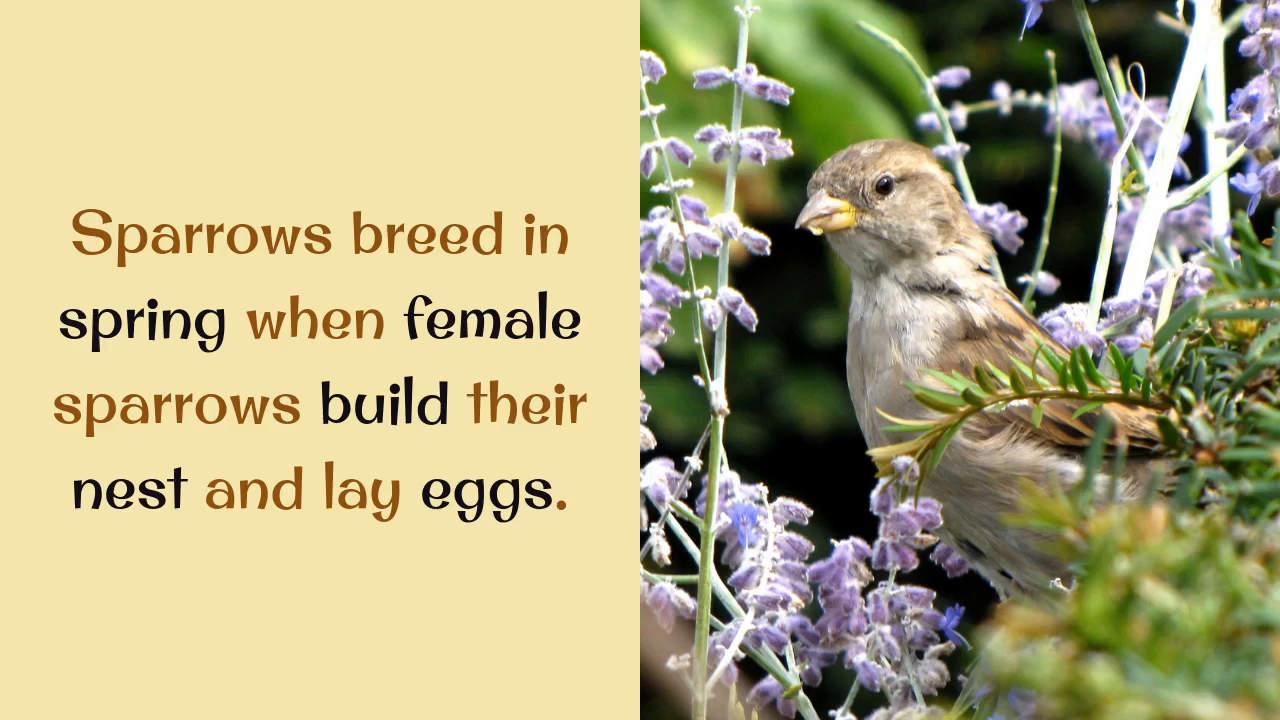 Sparrows breed in
spring when female
sparrows build their
nest and lay eggs.